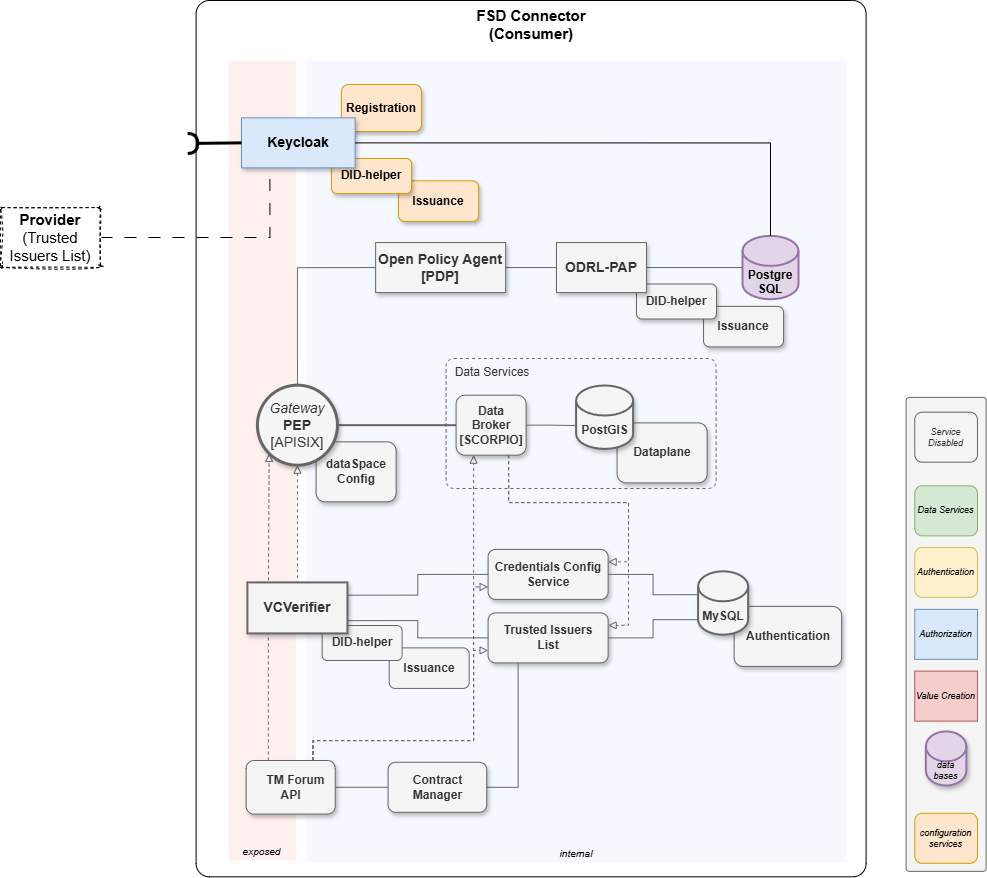 FSD Connector
(Consumer)
Registration
Keycloak
DID-helper
Issuance
Provider
(Trusted
Issuers List)
Open Policy Agent
[PDP]
ODRL-PAP
Postgre
SQL
DID-helper
Issuance
Data Services
Gateway
PEP
[APISIX]
Data
Broker
[SCORPIO]
PostGIS
Dataplane
dataSpace
Config
Credentials Config
Service
VCVerifier
MySQL
Trusted Issuers
List
Authentication
DID-helper
Issuance
TM Forum
API
Contract
Manager
exposed
internal
Service
Disabled
Data Services
Authentication
Authorization
Value Creation
data
bases
configuration
services